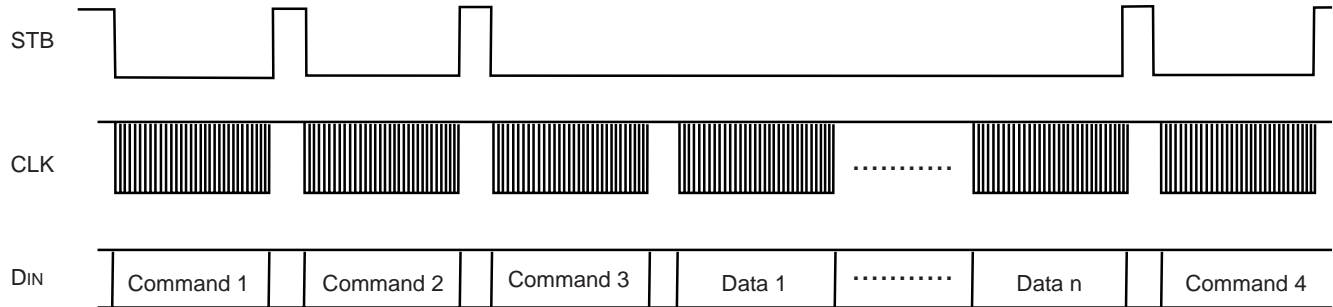 STB
CLK
...........
DIN
Command 1
Command 2
Command 3
Data 1
...........
Data n
Command 4